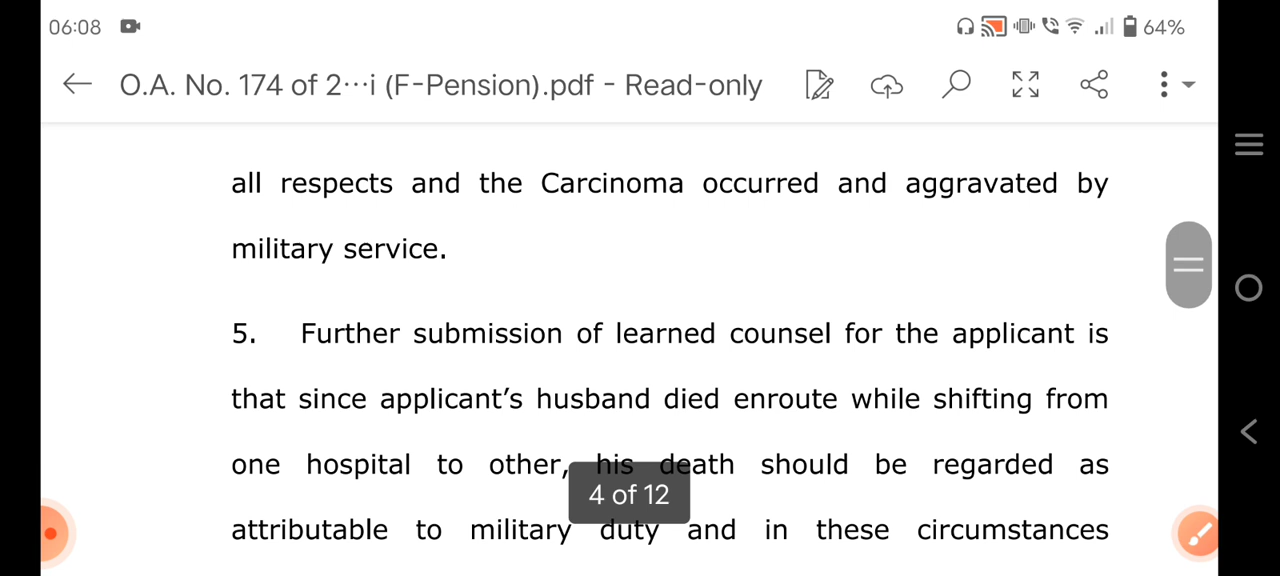 06:08 64%
O.A. No. 174 of 2···i (F-Pension).pdf - Read-only
all respects and the Carcinoma occurred and aggravated by
military service.
5. Further submission of learned counsel for the applicant is
that since applicant’s husband died enroute while shifting from
one hospital to other, his death should be regarded as
4 of 12
attributable to military duty and in these circumstances